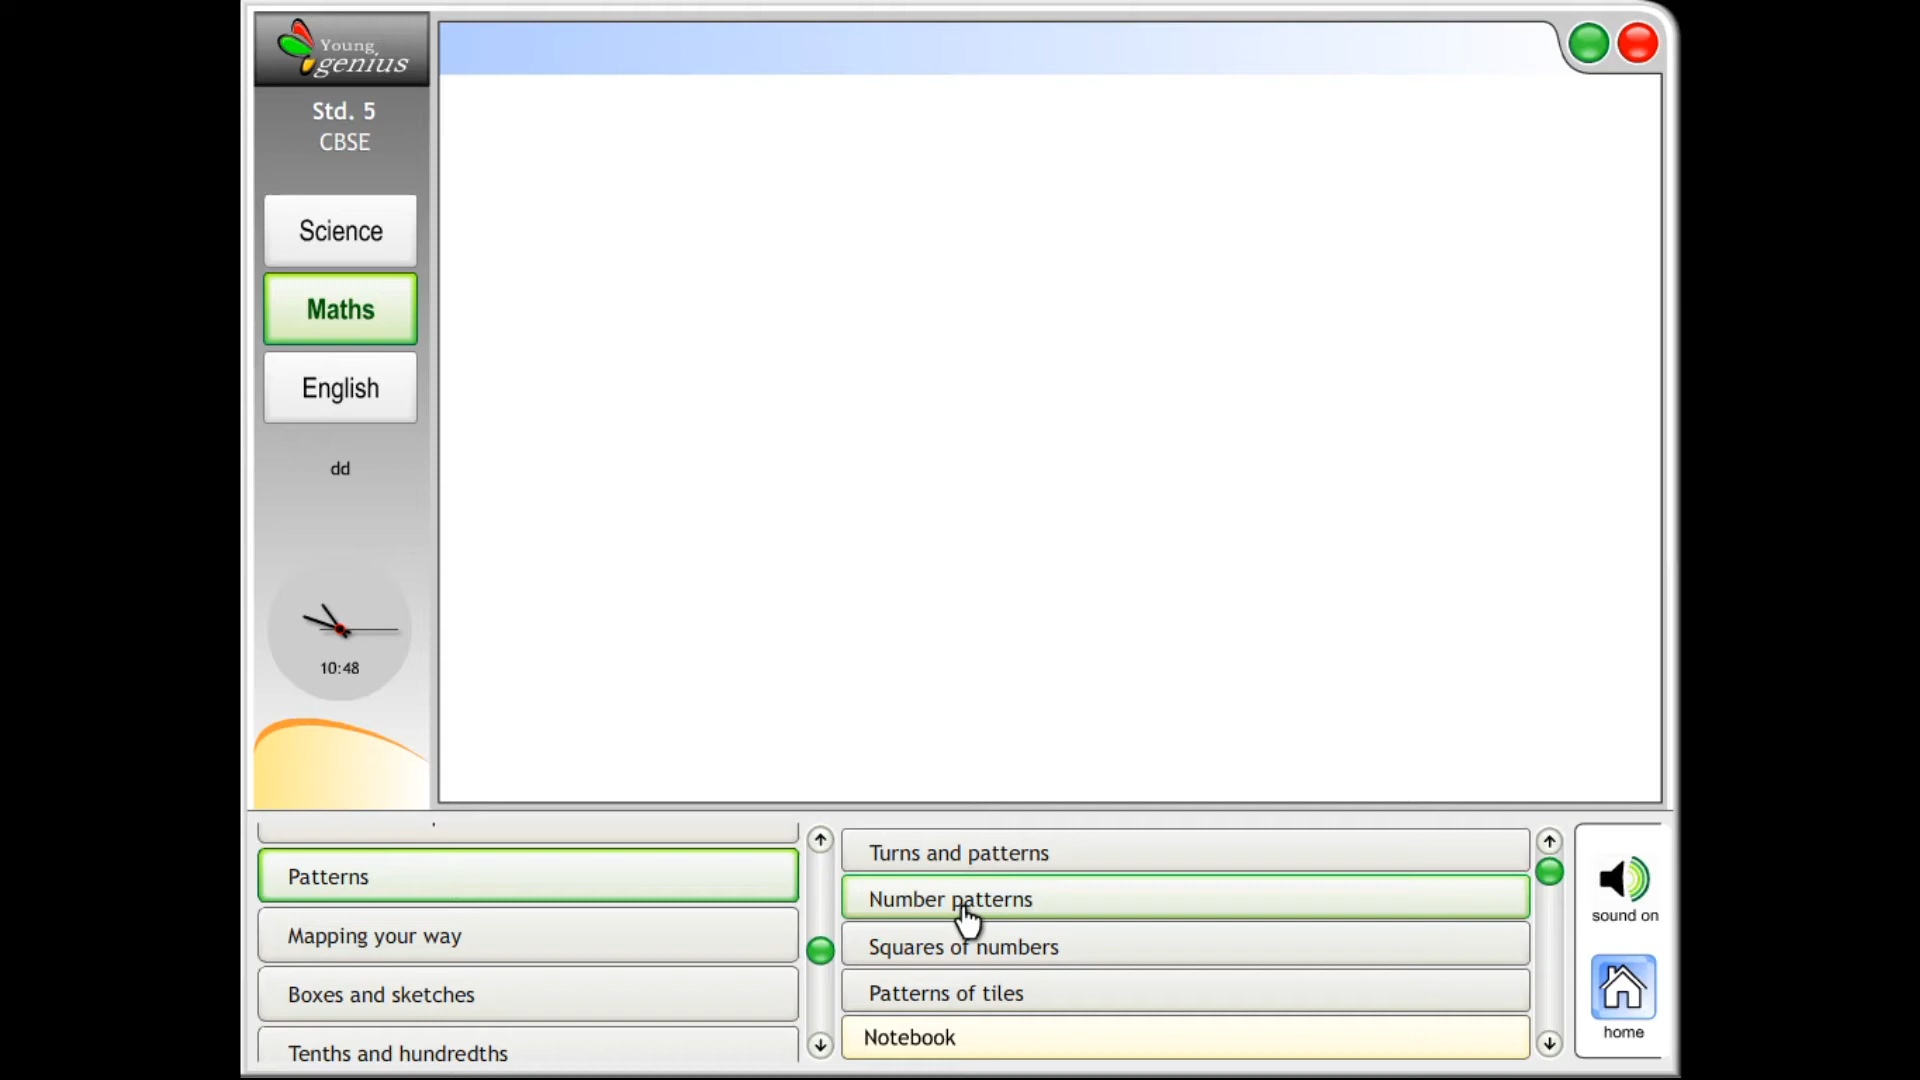 Young
genius
Std. 5
CBSE
Science
Maths
English
dd
10:48
Patterns
Mapping your way
Boxes and sketches
Tenths and hundredths
Turns and patterns
Number patterns
Squares of numbers
Patterns of tiles
Notebook
sound on
home